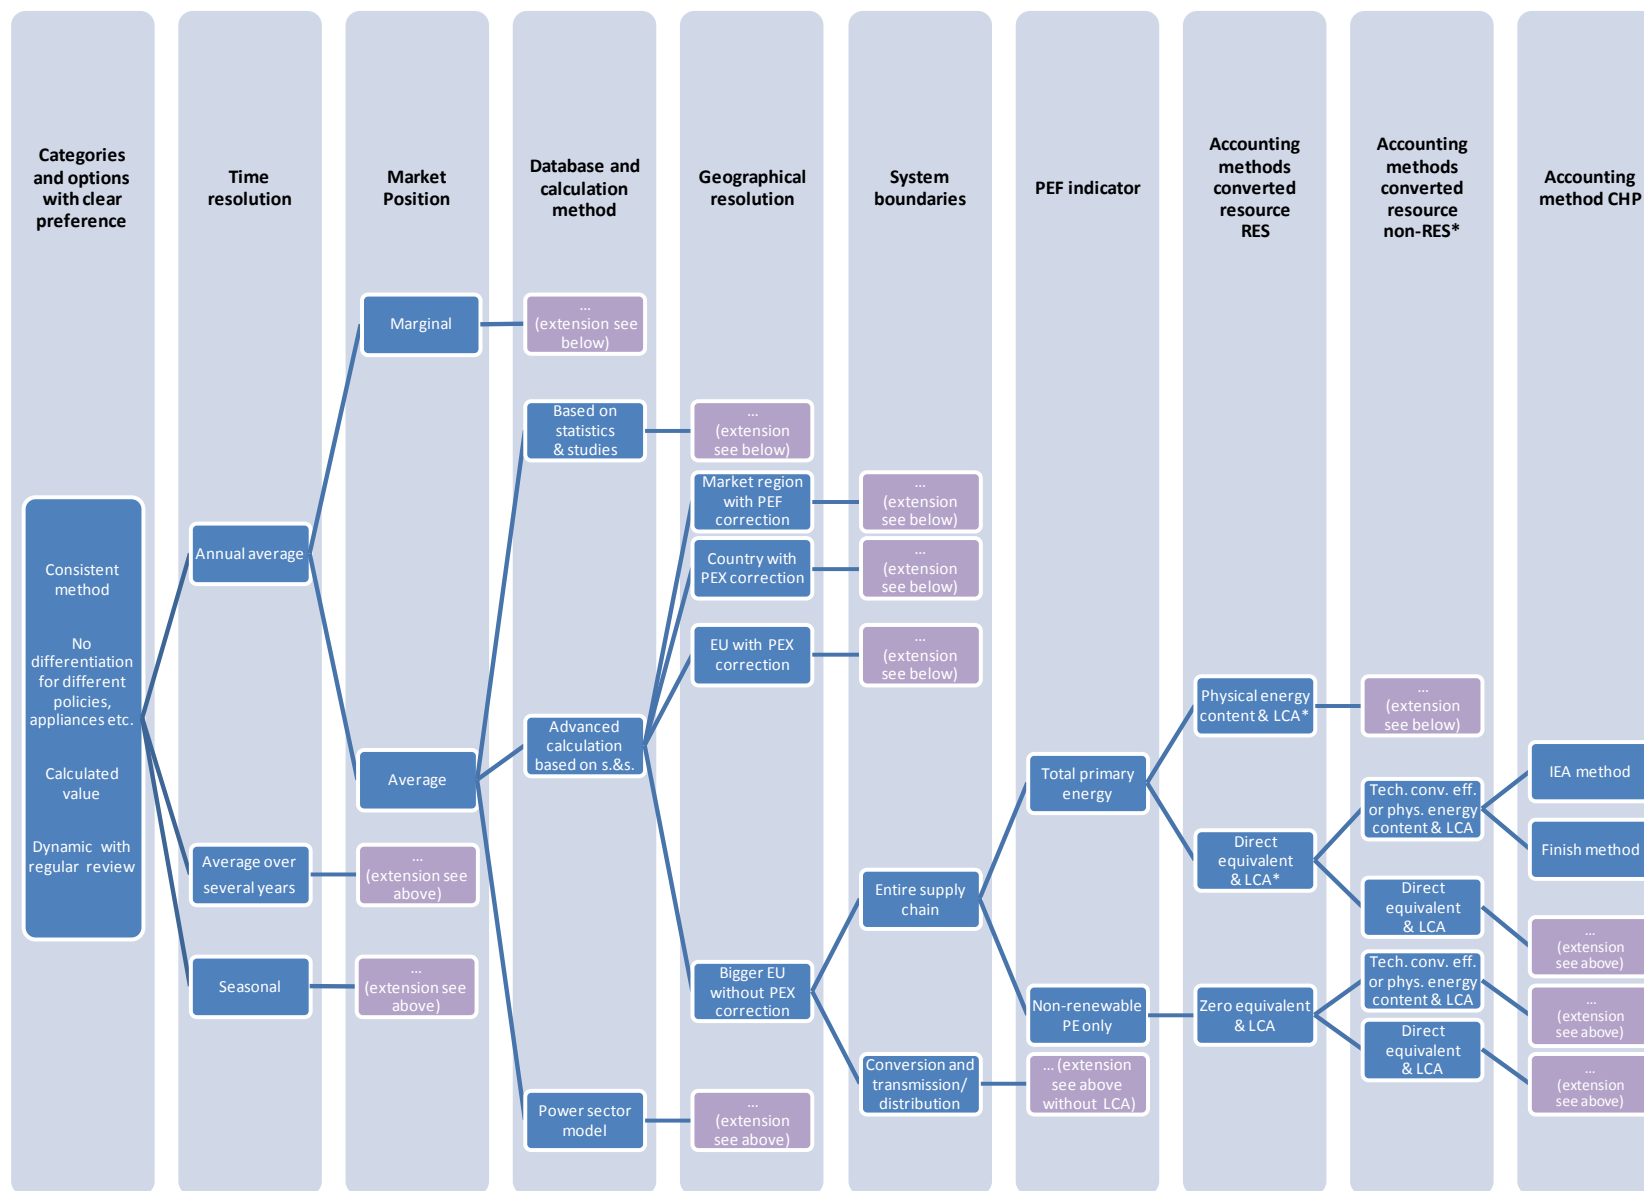 Categories
and options
with clear
preference
Time
resolution
Market
Position
Database and
calculation
method
Geographical
resolution
System
boundaries
PEF indicator
Accounting
methods
converted
resource
RES
Accounting
methods
converted
resource
non-RES*
Accounting
method CHP
Consistent
method
No
differentiation
for different
policies,
appliances etc.
Calculated
value
Dynamic with
regular review
Annual average
Average over
several years
Seasonal
Marginal
Average
...
(extension see
above)
...
(extension see
above)
...
(extension see
below)
Based on
statistics
& studies
Advanced
calculation
based on s.&s.
Power sector
model
...
(extension
see below)
Market region
with PEF
correction
Country with
PEX correction
EU with PEX
correction
Bigger EU
without PEX
correction
...
(extension
see above)
...
(extension
see below)
...
(extension
see below)
...
(extension
see below)
Entire supply
chain
Conversion and
transmission/
distribution
Total primary
energy
Non-renewable
PE only
... (extension
see above
without LCA)
Physical energy
content & LCA*
Direct
equivalent
& LCA*
Zero equivalent
& LCA
...
(extension
see below)
Tech. conv. eff.
or phys. energy
content & LCA
Direct
equivalent
& LCA
Tech. conv. eff.
or phys. energy
content & LCA
Direct
equivalent
& LCA
IEA method
Finish method
...
(extension
see above)
...
(extension
see above)
...
(extension
see above)